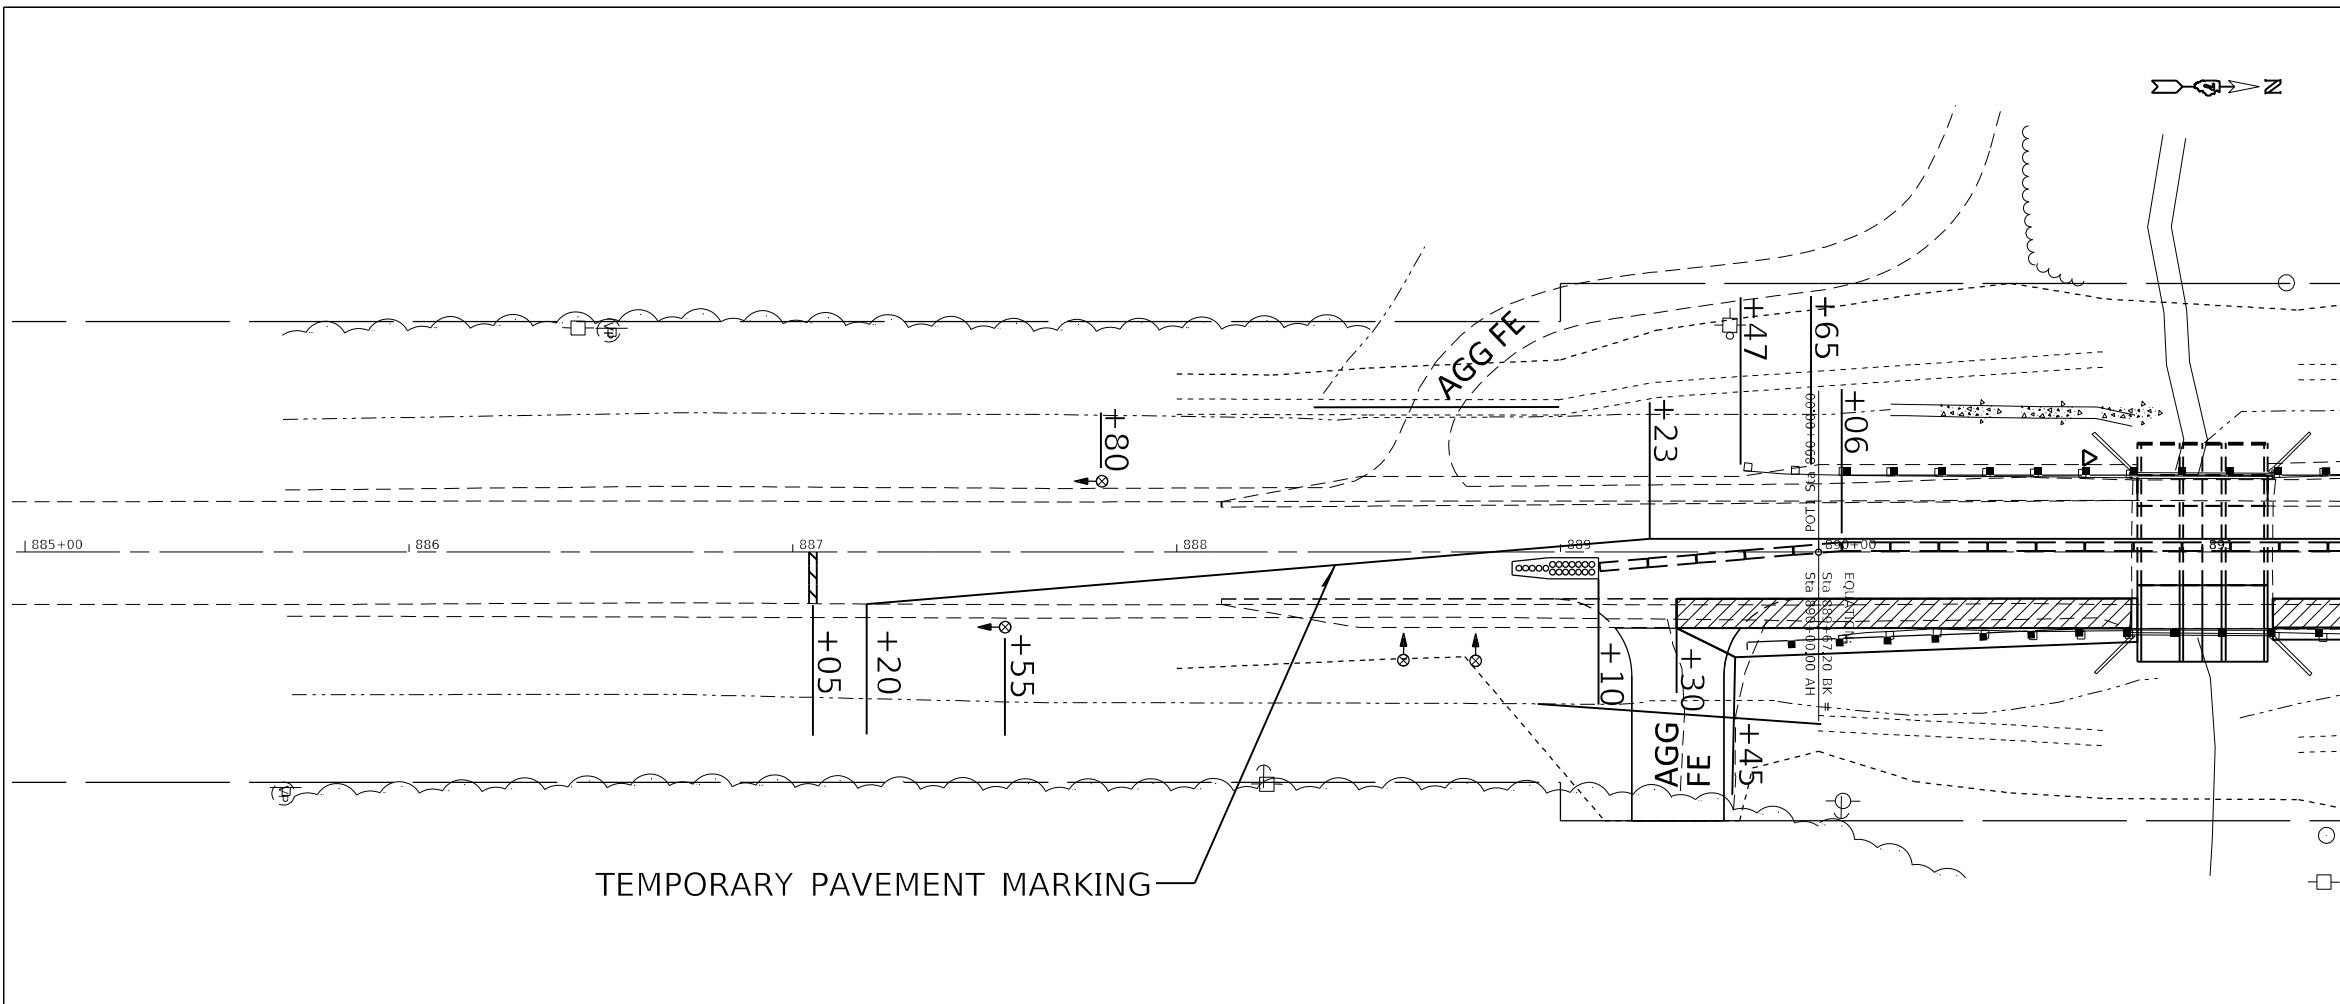 N
AGG FE
+47
+65
+80
+23
+06
POT Sta 890+00.00
885+00
886
887
888
889
890+00
891
EQUATION:
Sta 889+67.20 BK =
Sta 890+00.00 AH
+05
+20
+55
+10
+30
+45
AGG
FE
TEMPORARY PAVEMENT MARKING